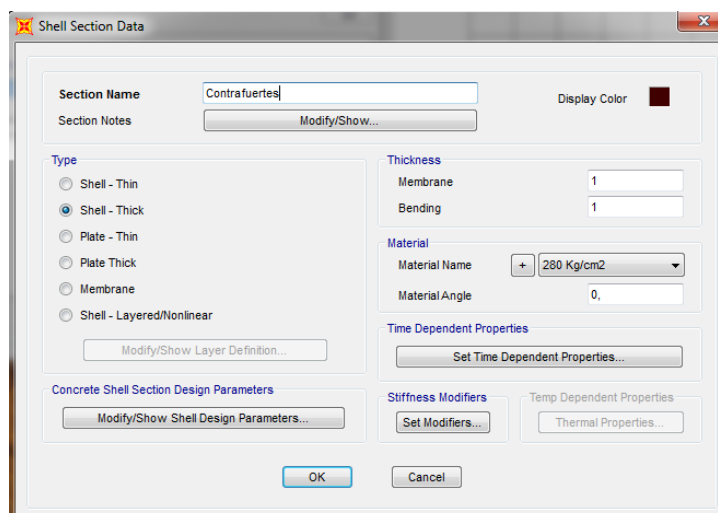 Shell Section Data
Section Name Contrafuertes Display Color
Section Notes Modify/Show...
Type
Shell - Thin
Shell - Thick
Plate - Thin
Plate Thick
Membrane
Shell - Layered/Nonlinear
Modify/Show Layer Definition...
Concrete Shell Section Design Parameters
Modify/Show Shell Design Parameters...
Thickness
Membrane 1
Bending 1
Material
Material Name + 280 Kg/cm2
Material Angle 0,
Time Dependent Properties
Set Time Dependent Properties...
Stiffness Modifiers
Set Modifiers...
Temp Dependent Properties
Thermal Properties...
OK Cancel